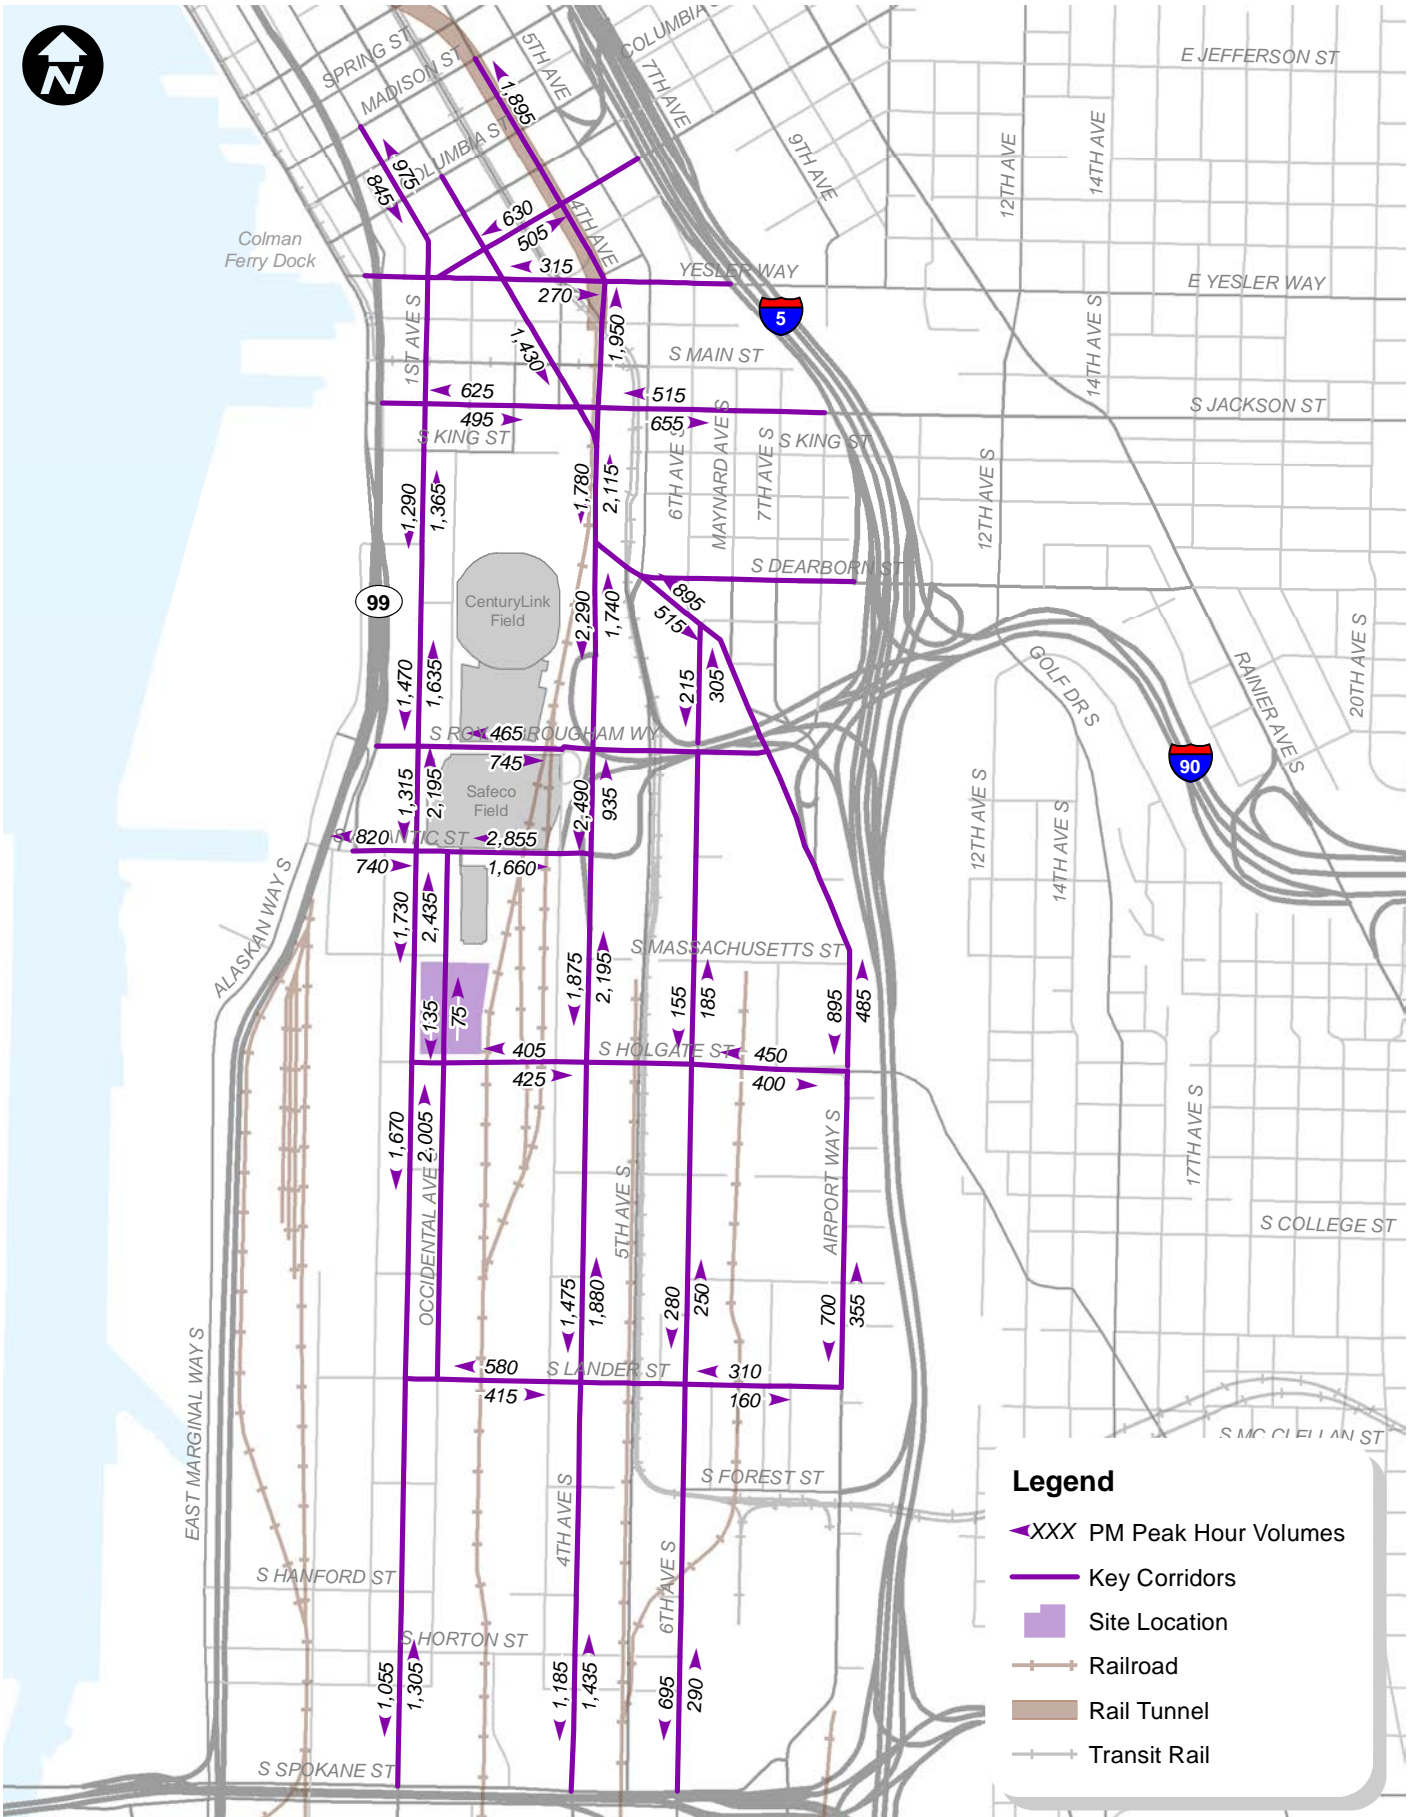 N
SPRING ST
MADISON ST
5TH AVE
7TH AVE
9TH AVE
12TH AVE
14TH AVE
E JEFFERSON ST
1,895
975
845
630
505
4TH AVE
Colman
Ferry Dock
315
270
YESLER WAY
E YESLER WAY
5
1ST AVE S
1,430
1,950
S MAIN ST
14TH AVE S
625
495
515
655
S JACKSON ST
S KING ST
S KING ST
6TH AVE S
MAYNARD AVE S
7TH AVE S
12TH AVE S
1,290
1,365
1,780
2,115
S DEARBORN ST
99
CenturyLink
Field
2,290
1,740
895
515
GOLF DR S
RAINIER AVE S
20TH AVE S
1,470
1,635
215
305
465
745
1,315
2,195
Safeco
Field
2,490
935
90
12TH AVE S
14TH AVE S
820
740
2,855
1,660
ALASKAN WAY S
1,730
2,435
S MASSACHUSETTS ST
1,875
2,195
155
185
895
485
135
75
405
425
S HOLGATE ST
450
400
1,670
2,005
OCCIDENTAL AVE
5TH AVE S
AIRPORT WAY S
17TH AVE S
S COLLEGE ST
1,475
1,880
280
250
700
355
EAST MARGINAL WAY S
580
415
S LANDER ST
310
160
S MC CLELLAN ST
S FOREST ST
4TH AVE S
6TH AVE S
S HANFORD ST
S HORTON ST
1,055
1,305
1,185
1,435
695
290
S SPOKANE ST
Legend
XXX PM Peak Hour Volumes
Key Corridors
Site Location
Railroad
Rail Tunnel
Transit Rail